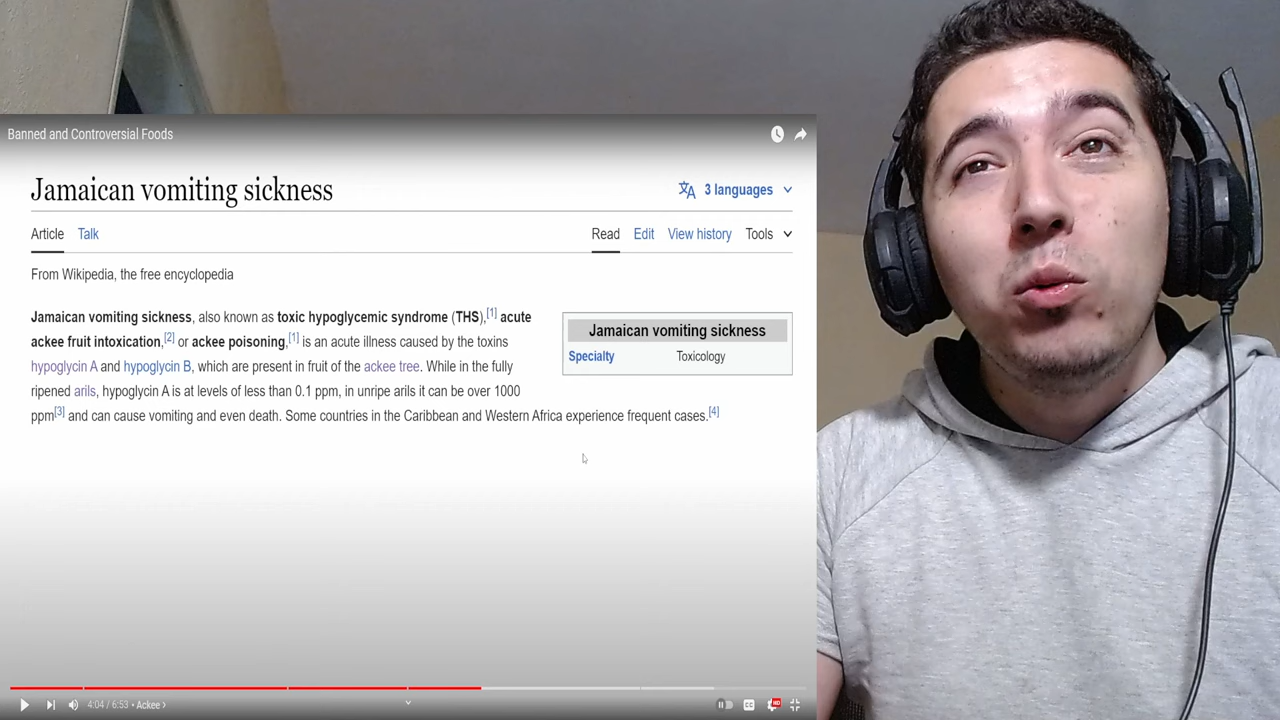 Banned and Controversial Foods
Jamaican vomiting sickness
3 languages
Article Talk Read Edit View history Tools
From Wikipedia, the free encyclopedia
Jamaican vomiting sickness, also known as toxic hypoglycemic syndrome (THS),[1] acute
ackee fruit intoxication,[2] or ackee poisoning,[1] is an acute illness caused by the toxins
hypoglycin A and hypoglycin B, which are present in fruit of the ackee tree. While in the fully
ripened arils, hypoglycin A is at levels of less than 0.1 ppm, in unripe arils it can be over 1000
ppm[3] and can cause vomiting and even death. Some countries in the Caribbean and Western Africa experience frequent cases.[4]
Jamaican vomiting sickness
Specialty Toxicology
4:04 / 6:53 • Ackee ›
CC
HD